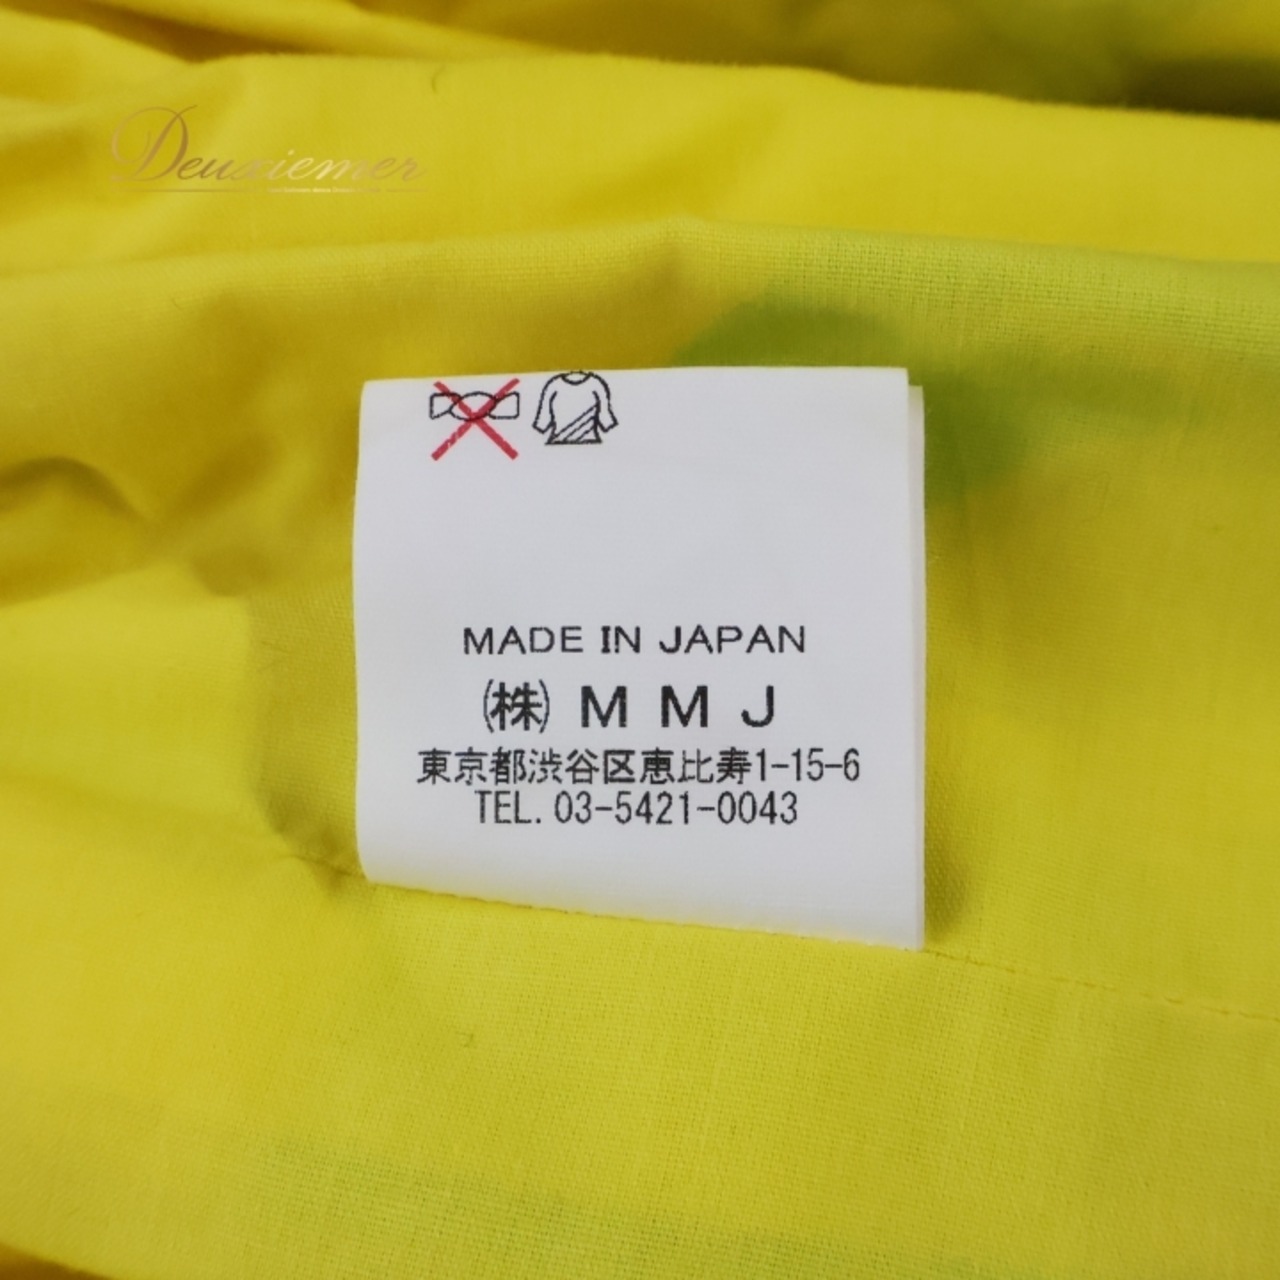 Deuxiemer
MADE IN JAPAN
㈱ M M J
東京都渋谷区恵比寿1-15-6
TEL. 03-5421-0043